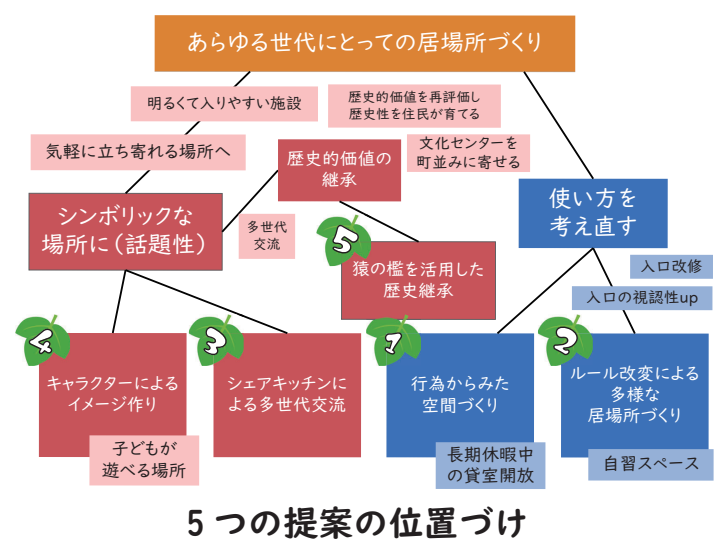 あらゆる世代にとっての居場所づくり
明るくて入りやすい施設
歴史的価値を再評価し
歴史性を住民が育てる
気軽に立ち寄れる場所へ
文化センターを
町並みに寄せる
歴史的価値の
継承
シンボリックな
場所に（話題性）
多世代
交流
使い方を
考え直す
5
猿の檻を活用した
歴史継承
入口改修
入口の視認性up
4
キャラクターによる
イメージ作り
子どもが
遊べる場所
3
シェアキッチンに
よる多世代交流
1
行為からみた
空間づくり
長期休暇中
の貸室開放
2
ルール改変による
多様な
居場所づくり
自習スペース
5つの提案の位置づけ